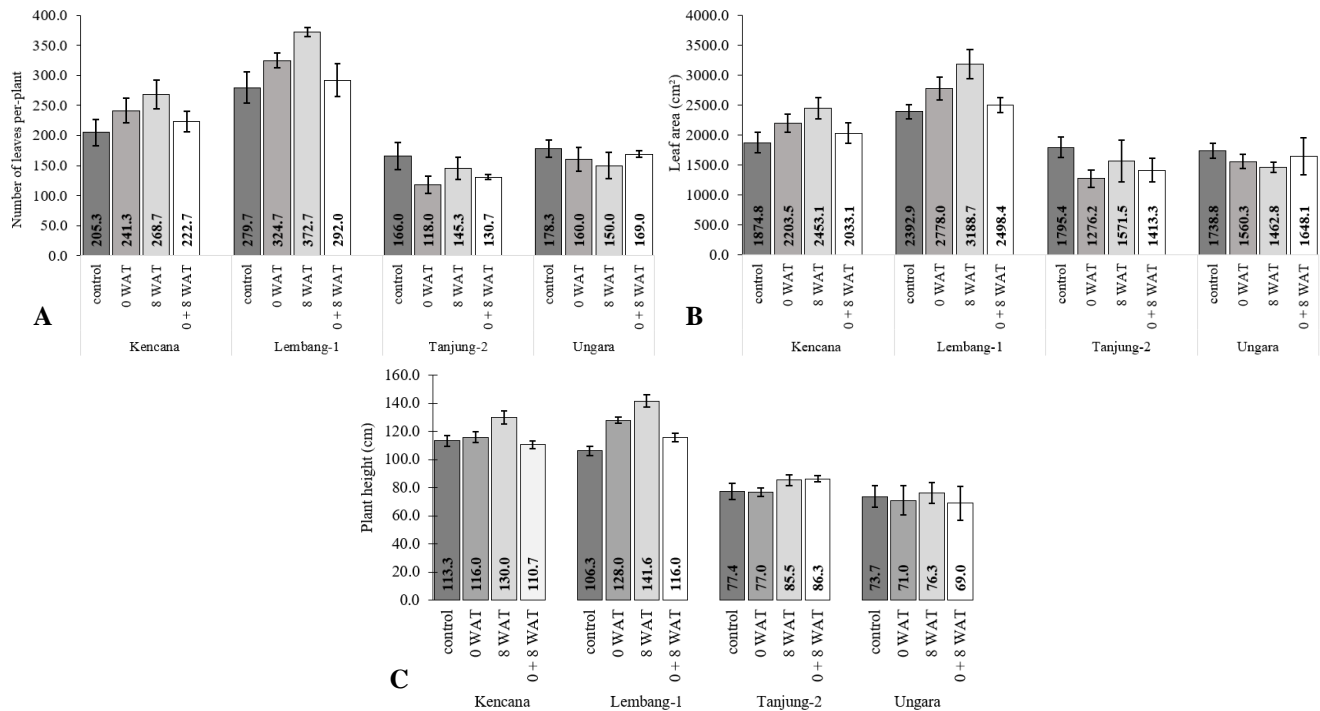 Number of leaves per-plant
400.0
350.0
300.0
250.0
200.0
150.0
100.0
50.0
0.0
205.3 241.3 268.7 222.7 279.7 324.7 372.7 292.0 166.0 118.0 145.3 130.7 178.3 160.0 150.0 169.0
control 0 WAT 8 WAT 0 + 8 WAT control 0 WAT 8 WAT 0 + 8 WAT control 0 WAT 8 WAT 0 + 8 WAT control 0 WAT 8 WAT 0 + 8 WAT
Kencana Lembang-1 Tanjung-2 Ungara
A
Leaf area (cm²)
4000.0
3500.0
3000.0
2500.0
2000.0
1500.0
1000.0
500.0
0.0
1874.8 2203.5 2453.1 2033.1 2392.9 2778.0 3188.7 2498.4 1795.4 1276.2 1571.5 1413.3 1738.8 1560.3 1462.8 1648.1
control 0 WAT 8 WAT 0 + 8 WAT control 0 WAT 8 WAT 0 + 8 WAT control 0 WAT 8 WAT 0 + 8 WAT control 0 WAT 8 WAT 0 + 8 WAT
Kencana Lembang-1 Tanjung-2 Ungara
B
Plant height (cm)
160.0
140.0
120.0
100.0
80.0
60.0
40.0
20.0
0.0
113.3 116.0 130.0 110.7 106.3 128.0 141.6 116.0 77.4 77.0 85.5 86.3 73.7 71.0 76.3 69.0
control 0 WAT 8 WAT 0 + 8 WAT control 0 WAT 8 WAT 0 + 8 WAT control 0 WAT 8 WAT 0 + 8 WAT control 0 WAT 8 WAT 0 + 8 WAT
Kencana Lembang-1 Tanjung-2 Ungara
C